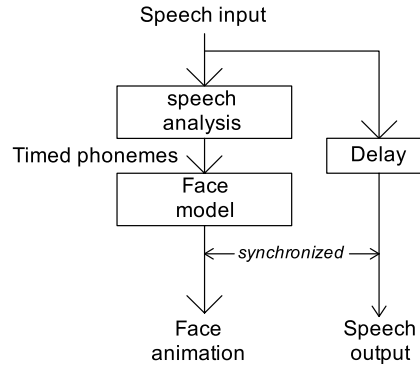 Speech input
speech
analysis
Timed phonemes
Delay
Face
model
synchronized
Face
animation
Speech
output